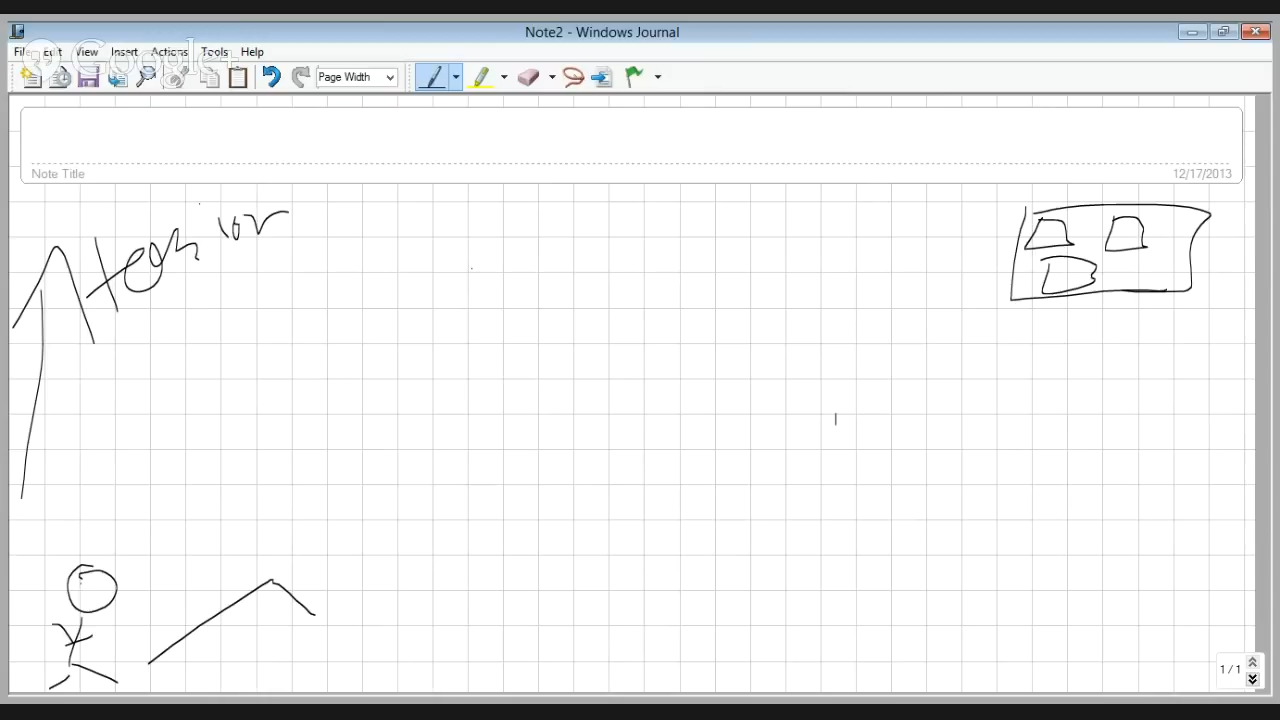 Note2 - Windows Journal
File Edit View Insert Actions Tools Help
Google+
Page Width
Note Title
12/17/2013
1 / 1